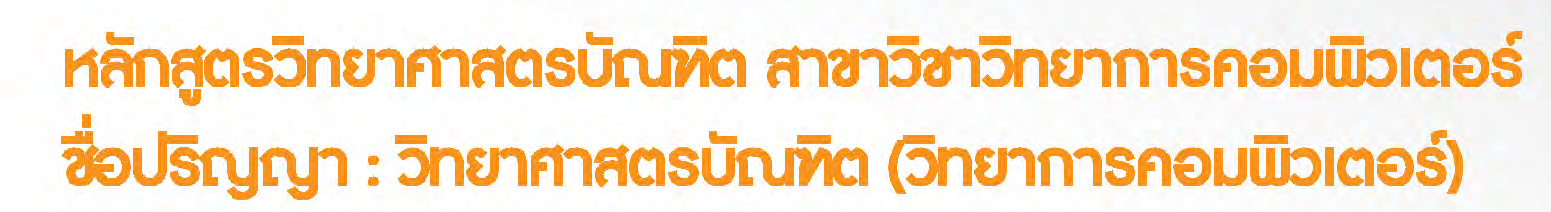 หลักสูตรวิทยาศาสตรบัณฑิต สาขาวิชาวิทยาการคอมพิวเตอร์
ชื่อปริญญา : วิทยาศาสตรบัณฑิต (วิทยาการคอมพิวเตอร์)